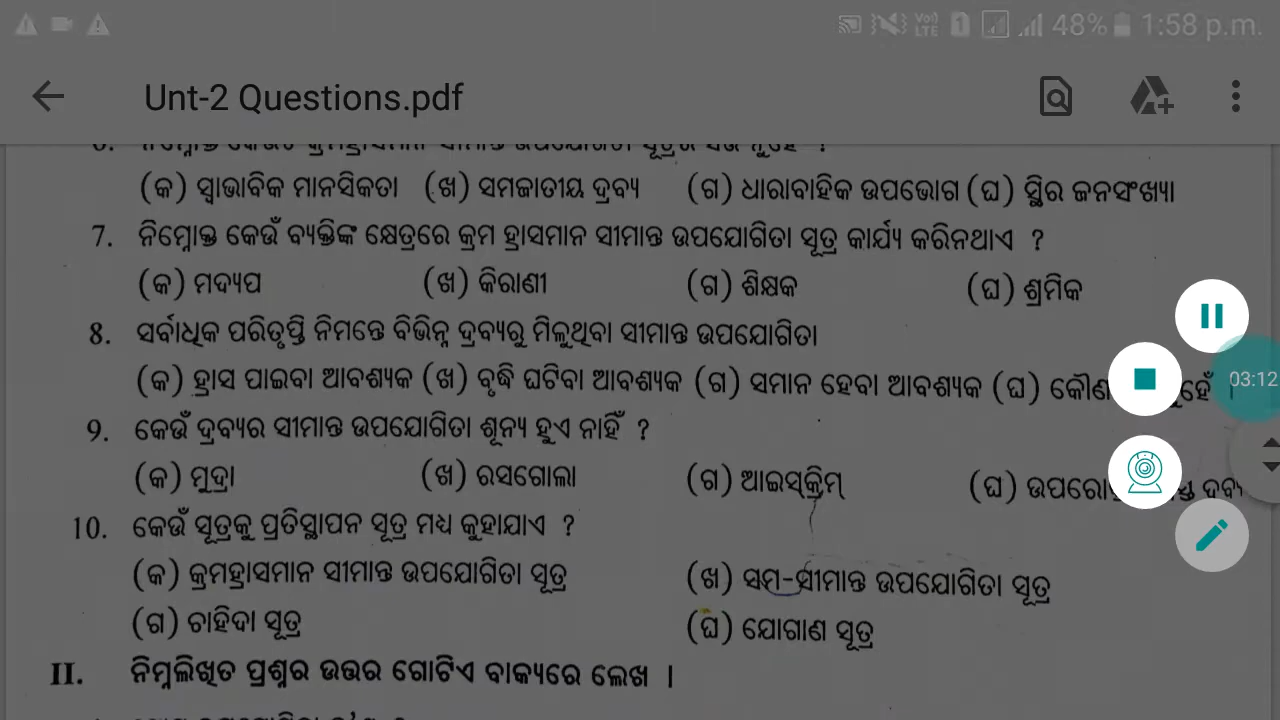 Voll LTE 1 48% 1:58 p.m.
Unt-2 Questions.pdf
(କ) ସ୍ୱାଭାବିକ ମାନସିକତା (ଖ) ସମଜାତୀୟ ଦ୍ରବ୍ୟ (ଗ) ଧାରାବାହିକ ଉପଭୋଗ (ଘ) ସ୍ଥିର ଜନସଂଖ୍ୟା
7. ନିମ୍ନୋକ୍ତ କେଉଁ ବ୍ୟକ୍ତିଙ୍କ କ୍ଷେତ୍ରରେ କ୍ରମ ହ୍ରାସମାନ ସୀମାନ୍ତ ଉପଯୋଗିତା ସୂତ୍ର କାର୍ଯ୍ୟ କରିନଥାଏ ?
(କ) ମଦ୍ୟପ (ଖ) କିରାଣୀ (ଗ) ଶିକ୍ଷକ (ଘ) ଶ୍ରମିକ
8. ସର୍ବାଧିକ ପରିତୃପ୍ତି ନିମନ୍ତେ ବିଭିନ୍ନ ଦ୍ରବ୍ୟରୁ ମିଳୁଥିବା ସୀମାନ୍ତ ଉପଯୋଗିତା
(କ) ହ୍ରାସ ପାଇବା ଆବଶ୍ୟକ (ଖ) ବୃଦ୍ଧି ଘଟିବା ଆବଶ୍ୟକ (ଗ) ସମାନ ହେବା ଆବଶ୍ୟକ (ଘ) 03:12
9. କେଉଁ ଦ୍ରବ୍ୟର ସୀମାନ୍ତ ଉପଯୋଗିତା ଶୂନ୍ୟ ହୁଏ ନାହିଁ ?
(କ) ମୁଦ୍ରା (ଖ) ରସଗୋଲା (ଗ) ଆଇସ୍‌କ୍ରିମ୍ (ଘ)
10. କେଉଁ ସୂତ୍ରକୁ ପ୍ରତିସ୍ଥାପନ ସୂତ୍ର ମଧ୍ୟ କୁହାଯାଏ ?
(କ) କ୍ରମହ୍ରାସମାନ ସୀମାନ୍ତ ଉପଯୋଗିତା ସୂତ୍ର (ଖ) ସମ-ସୀମାନ୍ତ ଉପଯୋଗିତା ସୂତ୍ର
(ଗ) ଚାହିଦା ସୂତ୍ର (ଘ) ଯୋଗାଣ ସୂତ୍ର
II. ନିମ୍ନଲିଖିତ ପ୍ରଶ୍ନର ଉତ୍ତର ଗୋଟିଏ ବାକ୍ୟରେ ଲେଖ ।